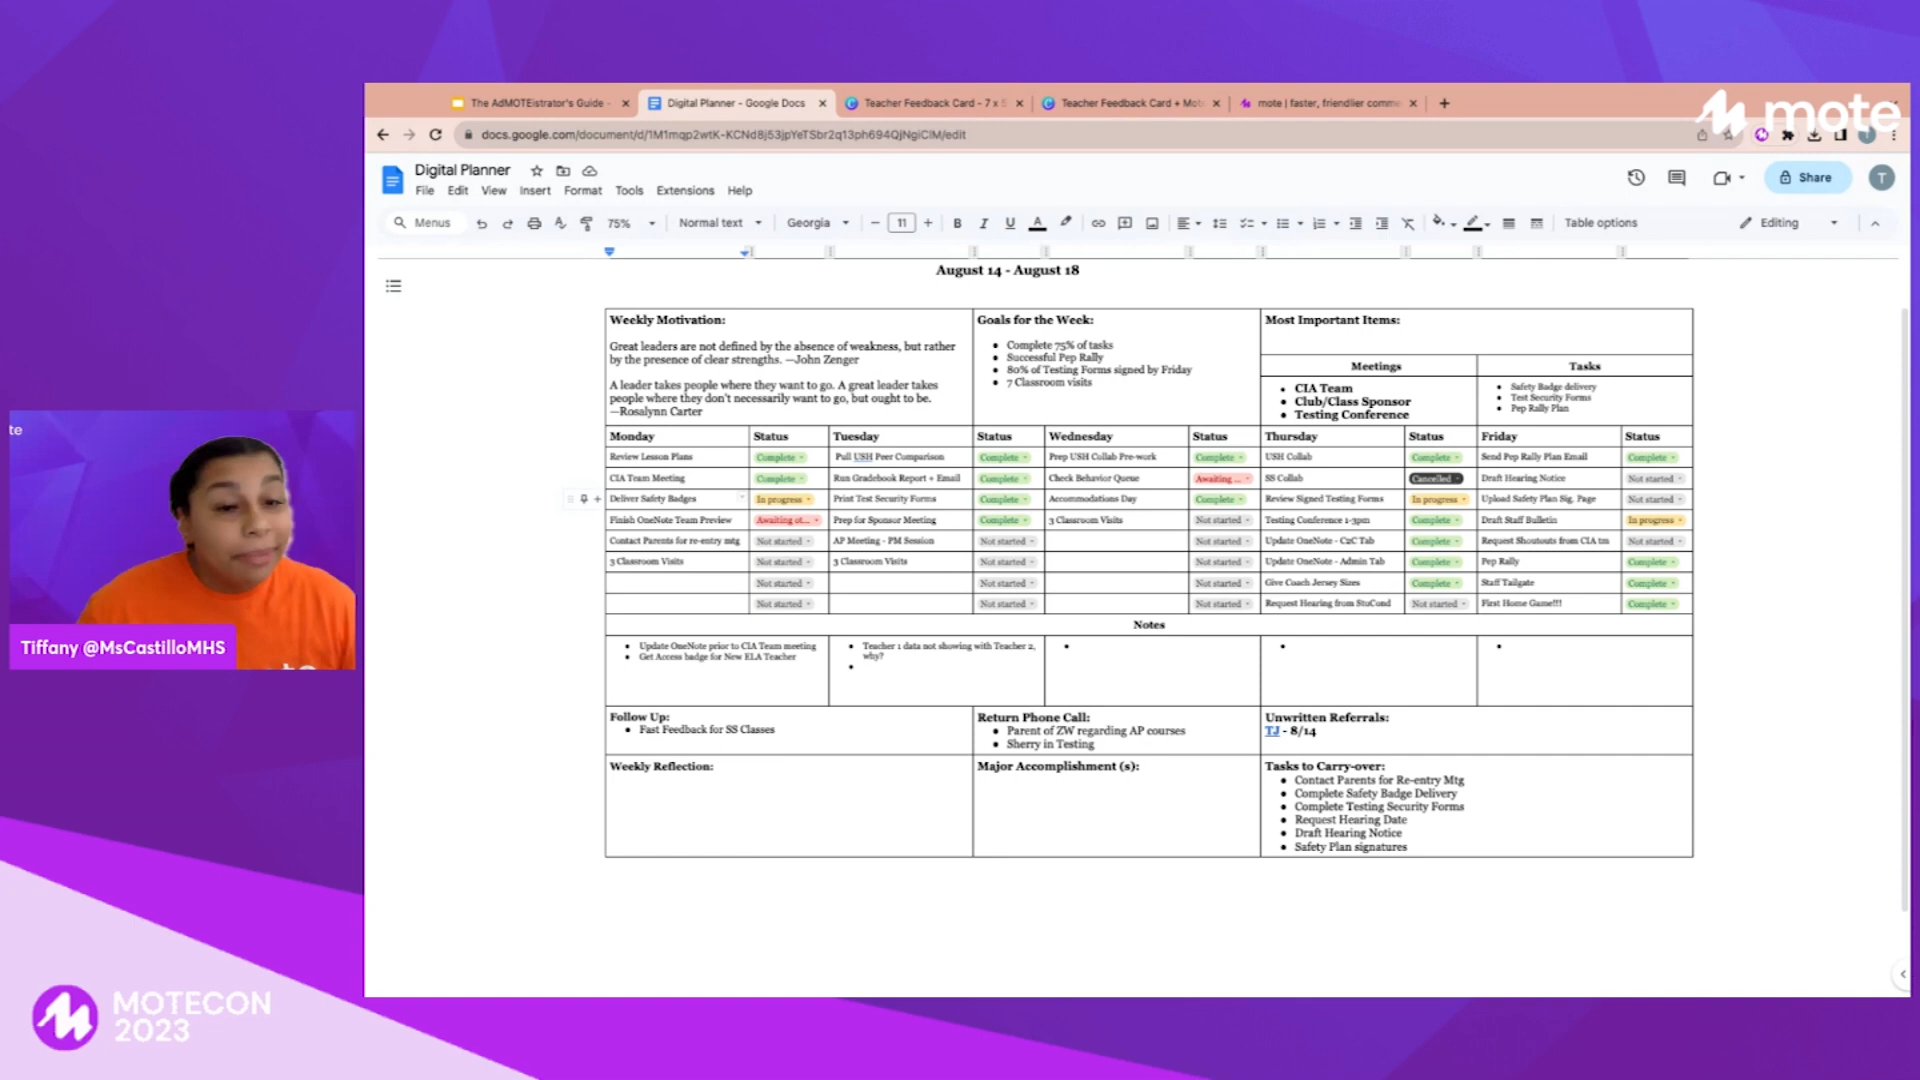 The AdMOTEistrator's Guide -
Digital Planner - Google Docs
Teacher Feedback Card - 7 x 5
Teacher Feedback Card + Mot
mote | faster, friendlier comme
mote
docs.google.com/document/d/1M1mqp2wtK-KCNd8j53jpYeTSbr2q13ph694QjNgiCIM/edit
Digital Planner
File Edit View Insert Format Tools Extensions Help
Share
T
Menus
75%
Normal text
Georgia
11
B I U A
Table options
Editing
August 14 - August 18
Weekly Motivation:
Great leaders are not defined by the absence of weakness, but rather
by the presence of clear strengths. —John Zenger
A leader takes people where they want to go. A great leader takes
people where they don't necessarily want to go, but ought to be.
—Rosalynn Carter
Goals for the Week:
Complete 75% of tasks
Successful Pep Rally
80% of Testing Forms signed by Friday
7 Classroom visits
Most Important Items:
Meetings Tasks
CIA Team
Club/Class Sponsor
Testing Conference
Safety Badge delivery
Test Security Forms
Pep Rally Plan
Monday Status Tuesday Status Wednesday Status Thursday Status Friday Status
Review Lesson Plans Complete Pull USH Peer Comparison Complete Prep USH Collab Pre-work Complete USH Collab Complete Send Pep Rally Plan Email Complete
CIA Team Meeting Complete Run Gradebook Report + Email Complete Check Behavior Queue Awaiting ... SS Collab Cancelled Draft Hearing Notice Not started
Deliver Safety Badges In progress Print Test Security Forms Complete Accommodations Day Complete Review Signed Testing Forms In progress Upload Safety Plan Sig. Page Not started
Finish OneNote Team Preview Awaiting ot... Prep for Sponsor Meeting Complete 3 Classroom Visits Not started Testing Conference 1-3pm Complete Draft Staff Bulletin In progress
Contact Parents for re-entry mtg Not started AP Meeting - PM Session Not started Not started Update OneNote - C2C Tab Complete Request Shoutouts from CIA tm Not started
3 Classroom Visits Not started 3 Classroom Visits Not started Not started Update OneNote - Admin Tab Complete Pep Rally Complete
Not started Not started Not started Give Coach Jersey Sizes Complete Staff Tailgate Complete
Not started Not started Not started Request Hearing from StuCond Not started First Home Game!!! Complete
Notes
Update OneNote prior to CIA Team meeting
Get Access badge for New ELA Teacher
Teacher 1 data not showing with Teacher 2,
why?
Follow Up:
Fast Feedback for SS Classes
Return Phone Call:
Parent of ZW regarding AP courses
Sherry in Testing
Unwritten Referrals:
TJ - 8/14
Weekly Reflection:
Major Accomplishment (s):
Tasks to Carry-over:
Contact Parents for Re-entry Mtg
Complete Safety Badge Delivery
Complete Testing Security Forms
Request Hearing Date
Draft Hearing Notice
Safety Plan signatures
te
Tiffany @MsCastilloMHS
MOTECON
2023